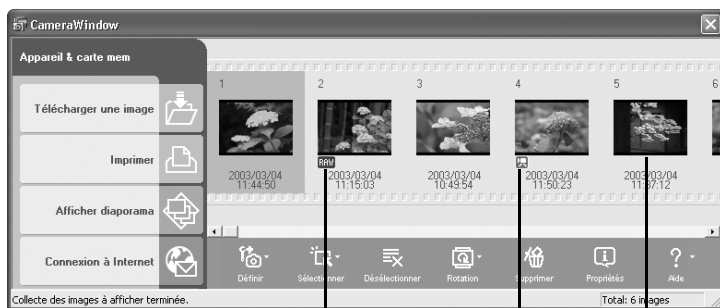 CameraWindow
Appareil & carte mem
Télécharger une image
Imprimer
Afficher diaporama
Connexion à Internet
1 2 3 4 5 6
RAW
2003/03/04 2003/03/04 2003/03/04 2003/03/04 2003/03/04
11:44:50 11:15:03 10:49:54 11:50:23 11:37:12
Définir Sélectionner Désélectionner Rotation Supprimer Propriétés ? Aide
Collecte des images à afficher terminée. Total: 6 images